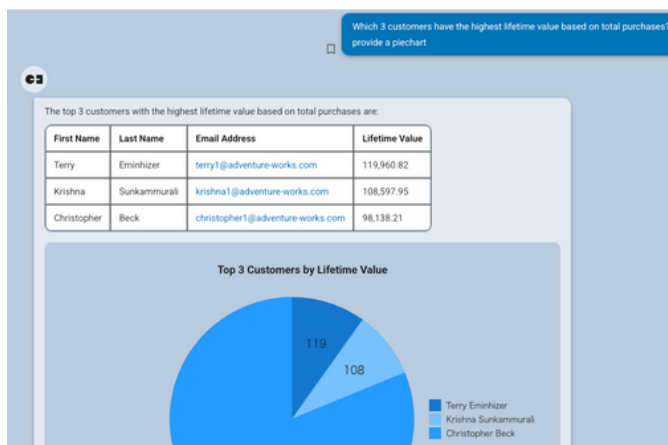 Which 3 customers have the highest lifetime value based on total purchases?
provide a piechart
The top 3 customers with the highest lifetime value based on total purchases are:
First Name Last Name Email Address Lifetime Value
Terry Eminhizer terry1@adventure-works.com 119,960.82
Krishna Sunkammurali krishna1@adventure-works.com 108,597.95
Christopher Beck christopher1@adventure-works.com 98,138.21
Top 3 Customers by Lifetime Value
119
108
Terry Eminhizer
Krishna Sunkammurali
Christopher Beck